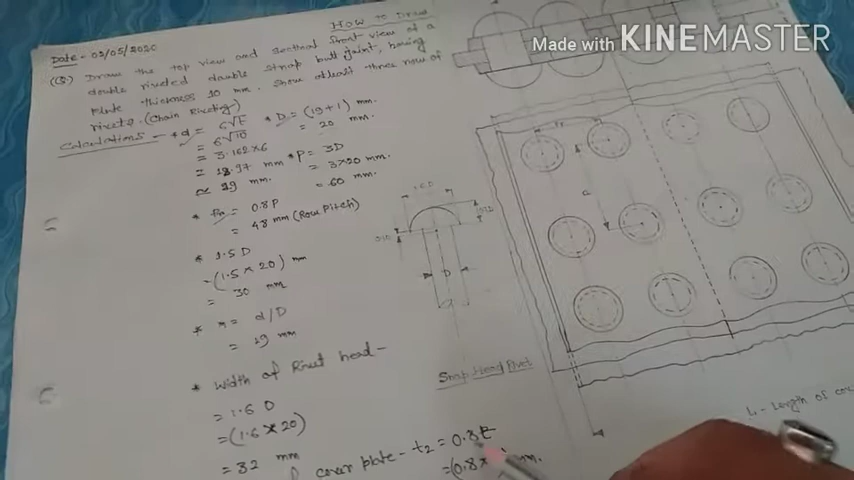 HOW TO Draw
Date - 03/05/2020
(Q) Draw the top view and sectional front view of a
double riveted double strap butt joint, having
plate thickness 10 mm. Show atleast three row of
rivets. (Chain Riveting)
Calculations - * d = 6√t
= 6√10
= 3.162×6
= 18.97 mm
≈ 19 mm.
* D = (19+1) mm.
= 20 mm.
* P = 3D
= 3×20 mm.
= 60 mm.
* = 0.8P
= 48 mm (Row Pitch)
* 1.5 D
= (1.5 × 20) mm
= 30 mm
* = d/D
= 19 mm
* Width of Rivet head -
= 1.6 D
= (1.6 × 20)
= 32 mm
cover plate - t2 = 0.8t
= (0.8× mm.
1.6D
D
Snap Head Rivet
P
L - Length of
Made with KINEMASTER